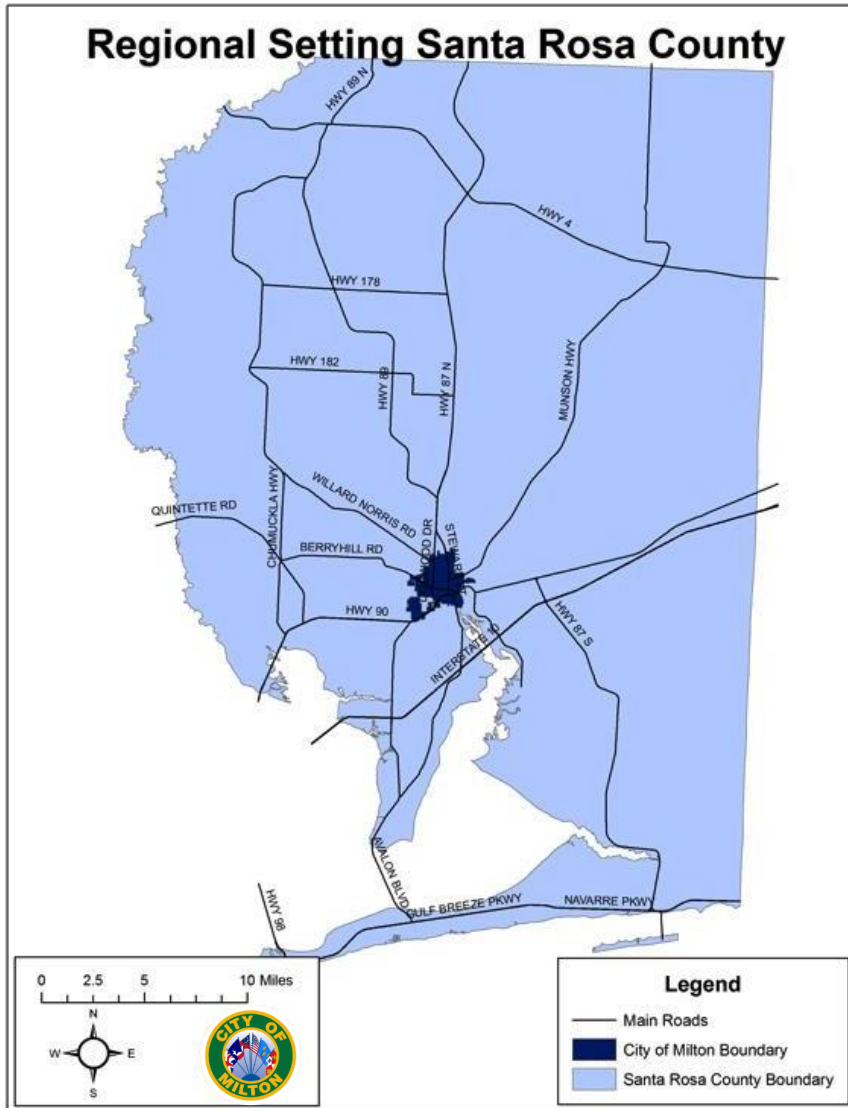 Regional Setting Santa Rosa County
HWY 89 N
HWY 4
HWY 178
HWY 182
HWY 89
HWY 87 N
MUNSON HWY
WILLARD NORRIS RD
CHUMUCKLA HWY
QUINTETTE RD
BERRYHILL RD
HWY 90
INTERSTATE 10
HWY 87 S
AVALON BLVD
HWY 98
GULF BREEZE PKWY
NAVARRE PKWY
0 2.5 5 10 Miles
N
W E
S
CITY OF
MILTON
Legend
Main Roads
City of Milton Boundary
Santa Rosa County Boundary